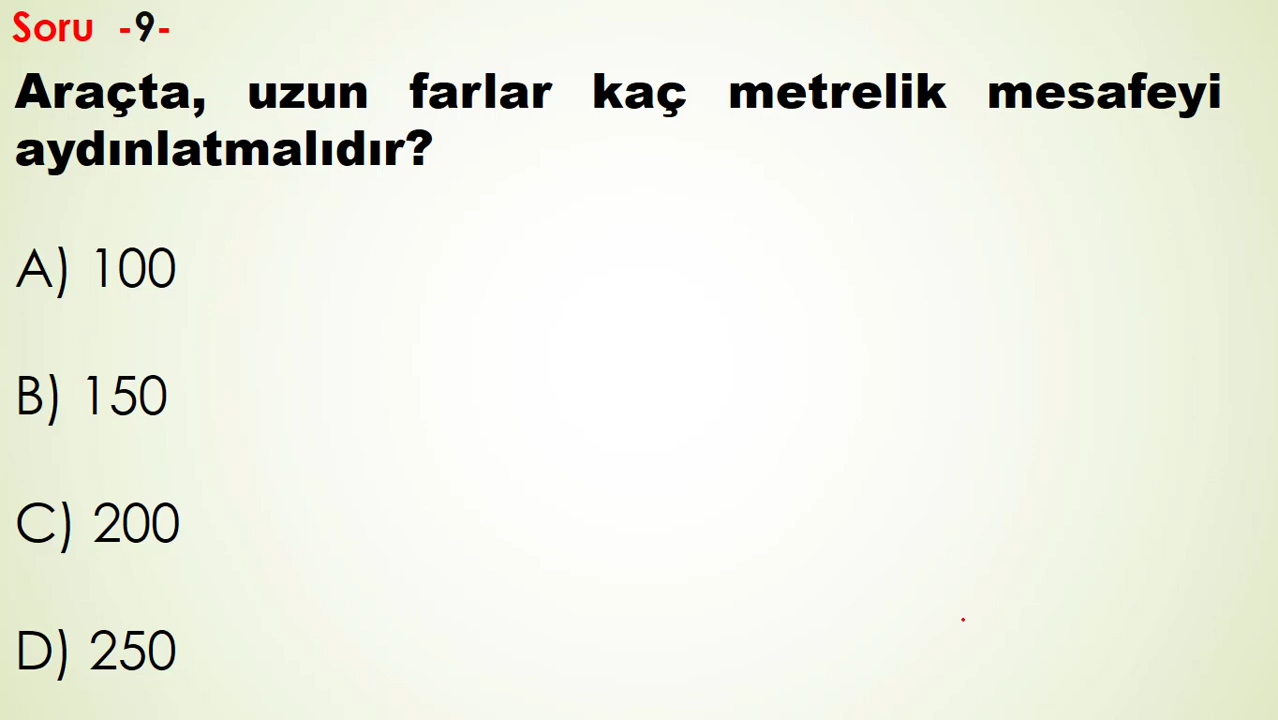 Soru -9-
Araçta, uzun farlar kaç metrelik mesafeyi
aydınlatmalıdır?
A) 100
B) 150
C) 200
D) 250